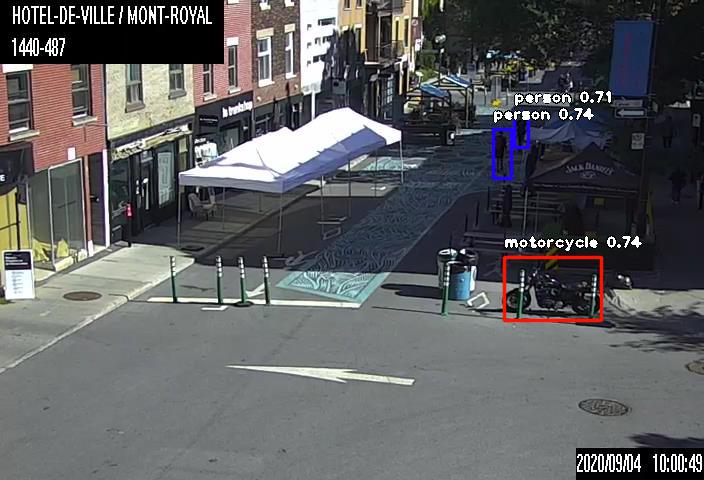 HOTEL-DE-VILLE / MONT-ROYAL
1440-487
person 0.71
person 0.74
JACK DANIEL'S
motorcycle 0.74
2020/09/04 10:00:49